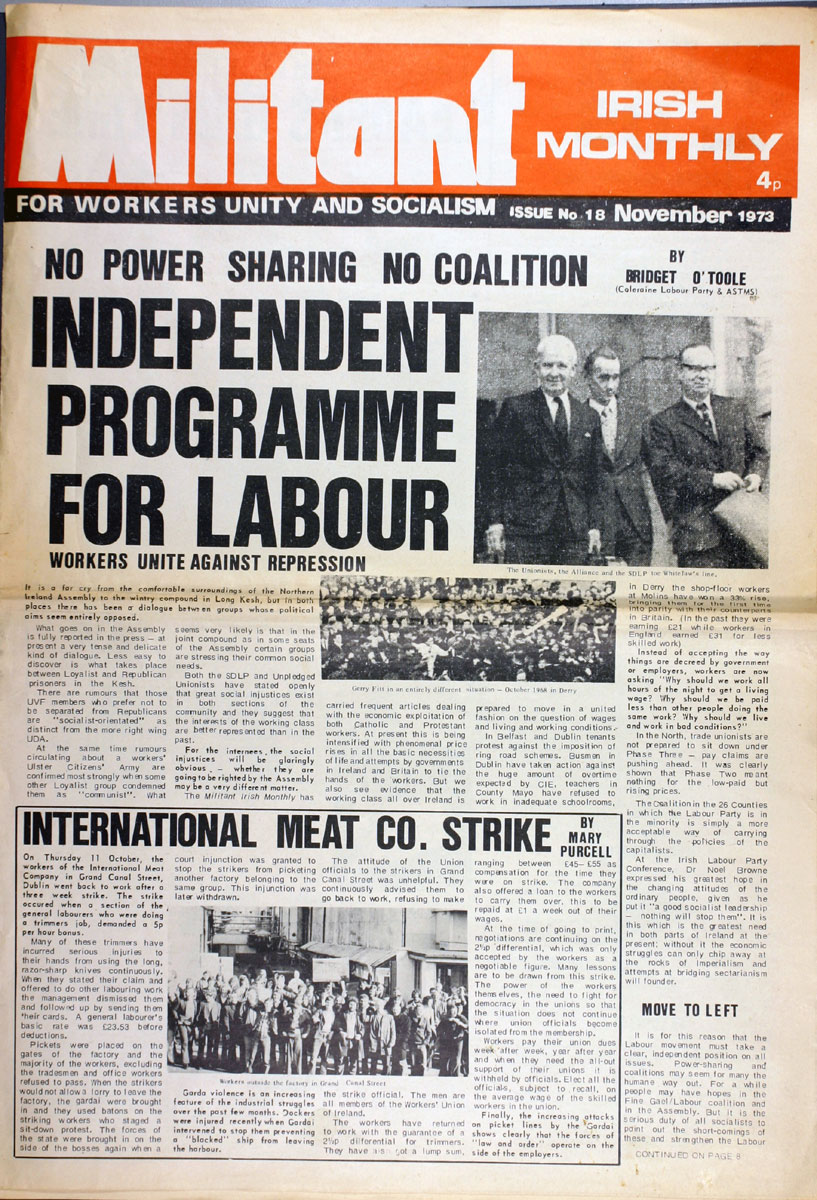 Militant
IRISH
MONTHLY
4p
FOR WORKERS UNITY AND SOCIALISM ISSUE No 18 November 1973
NO POWER SHARING NO COALITION
BY
BRIDGET O'TOOLE
(Coleraine Labour Party & ASTMS)
INDEPENDENT
PROGRAMME
FOR LABOUR
WORKERS UNITE AGAINST REPRESSION
The Unionists, the Alliance and the SDLP toe Whitelaw's line.
It is a far cry from the comfortable surroundings of the Northern
Ireland Assembly to the wintry compound in Long Kesh, but in both
places there has been a dialogue between groups whose political
aims seem entirely opposed.
What goes on in the Assembly
is fully reported in the press – at
present a very tense and delicate
kind of dialogue. Less easy to
discover is what takes place
between Loyalist and Republican
prisoners in the Kesh.
There are rumours that those
UVF members who prefer not to
be separated from Republicans
are "socialist-orientated" as
distinct from the more right wing
UDA.
At the same time rumours
circulating about a workers'
Ulster Citizens' Army are
confirmed most strongly when some
other Loyalist group condemned
them as "communist". What
seems very likely is that in the
joint compound as in some seats
of the Assembly certain groups
are stressing their common social
needs.
Both the SDLP and Unpledged
Unionists have stated openly
that great social injustices exist
in both sections of the
community and they suggest that
the interests of the working class
are better represented than in the
past.
For the internees, the social
injustices will be glaringly
obvious, – whether they are
going to be righted by the Assembly
may be a very different matter.
The Militant Irish Monthly has
Gerry Fitt in an entirely different situation – October 1968 in Derry
carried frequent articles dealing
with the economic exploitation of
both Catholic and Protestant
workers. At present this is being
intensified with phenomenal price
rises in all the basic necessities
of life and attempts by governments
in Ireland and Britain to tie the
hands of the workers. But we
also see evidence that the
working class all over Ireland is
prepared to move in a united
fashion on the question of wages
and living and working conditions.
In Belfast and Dublin tenants
protest against the imposition of
ring road schemes. Busmen in
Dublin have taken action against
the huge amount of overtime
expected by CIE, teachers in
County Mayo have refused to
work in inadequate schoolrooms,
in Derry the shop-floor workers
at Molins have won a 33% rise,
bringing them for the first time
into parity with their counterparts
in Britain. (In the past they were
earning £21 while workers in
England earned £31 for less
skilled work)
Instead of accepting the way
things are decreed by government
or employers, workers are now
asking "Why should we work all
hours of the night to get a living
wage? Why should we be paid
less than other people doing the
same work? Why should we live
and work in bad conditions?"
In the North, trade unionists are
not prepared to sit down under
Phase Three – pay claims are
pushing ahead. It was clearly
shown that Phase Two meant
nothing for the low-paid but
rising prices.
The Coalition in the 26 Counties
in which the Labour Party is in
the minority is simply a more
acceptable way of carrying
through the policies of the
capitalists.
At the Irish Labour Party
Conference, Dr Noel Browne
expressed his greatest hope in
the changing attitudes of the
ordinary people, given as he
put it "a good socialist leadership
– nothing will stop them". It is
this which is the greatest need
in both parts of Ireland at the
present; without it the economic
struggles can only chip away at
the rocks of imperialism and
attempts at bridging sectarianism
will founder.
MOVE TO LEFT
It is for this reason that the
Labour movement must take a
clear, independent position on all
issues. Power-sharing and
coalitions may seem for many the
humane way out. For a while
people may have hopes in the
Fine Gael/Labour coalition and
in the Assembly. But it is the
serious duty of all socialists to
point out the short-comings of
these and strengthen the Labour
CONTINUED ON PAGE 8
INTERNATIONAL MEAT CO. STRIKE
BY
MARY
PURCELL
On Thursday 11 October, the
workers of the International Meat
Company in Grand Canal Street,
Dublin went back to work after a
three week strike. The strike
occured when a section of the
general labourers who were doing
a trimmers job, demanded a 5p
per hour bonus.
Many of these trimmers have
incurred serious injuries to
their hands from using the long,
razor-sharp knives continuously.
When they stated their claim and
offered to do other labouring work
the management dismissed them
and followed up by sending them
their cards. A general labourer's
basic rate was £23.53 before
deductions.
Pickets were placed on the
gates of the factory and the
majority of the workers, excluding
the tradesmen and office workers
refused to pass. When the strikers
would not allow a lorry to leave the
factory, the gardai were brought
in and they used batons on the
striking workers who staged a
sit-down protest. The forces of
the state were brought in on the
side of the bosses again when a
court injunction was granted to
stop the strikers from picketing
another factory belonging to the
same group. This injunction was
later withdrawn.
The attitude of the Union
officials to the strikers in Grand
Canal Street was unhelpful. They
continuously advised them to
go back to work, refusing to make
Workers outside the factory in Grand Canal Street
Garda violence is an increasing
feature of the industrial struggles
over the past few months. Dockers
were injured recently when Gardai
intervened to stop them preventing
a "blacked" ship from leaving
the harbour.
the strike official. The men are
all members of the Workers' Union
of Ireland.
The workers have returned
to work with the guarantee of a
2½p differential for trimmers.
They have also got a lump sum,
ranging between £45–£55 as
compensation for the time they
were on strike. The company
also offered a loan to the workers
to carry them over, this to be
repaid at £1 a week out of their
wages.
At the time of going to print,
negotiations are continuing on the
2½p differential, which was only
accepted by the workers as a
negotiable figure. Many lessons
are to be drawn from this strike.
The power of the workers
themselves, the need to fight for
democracy in the unions so that
the situation does not continue
where union officials become
isolated from the membership.
Workers pay their union dues
week after week, year after year
and when they need the all-out
support of their unions it is
withheld by officials. Elect all the
officials, subject to recall, on
the average wage of the skilled
workers in the union.
Finally, the increasing attacks
on picket lines by the Gardai
shows clearly that the forces of
"law and order" operate on the
side of the employers.